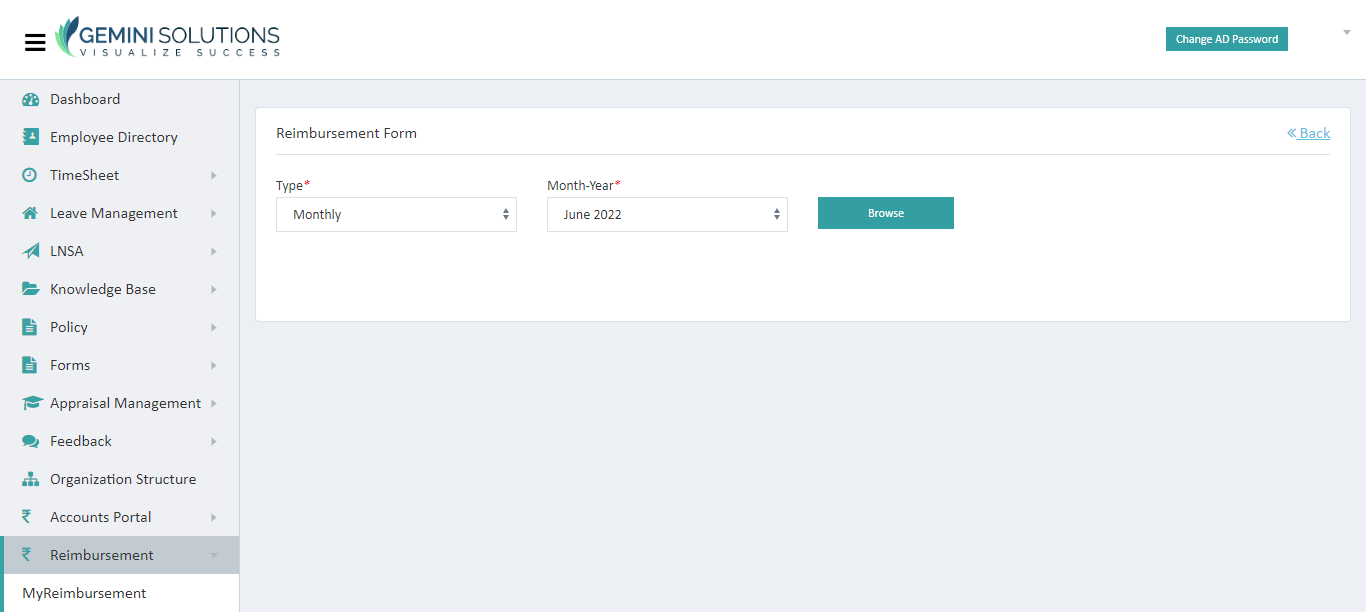 GEMINI SOLUTIONS
VISUALIZE SUCCESS
Change AD Password
Dashboard
Employee Directory
TimeSheet
Leave Management
LNSA
Knowledge Base
Policy
Forms
Appraisal Management
Feedback
Organization Structure
Accounts Portal
₹ Reimbursement
MyReimbursement
Reimbursement Form
« Back
Type*
Month-Year*
Monthly
June 2022
Browse